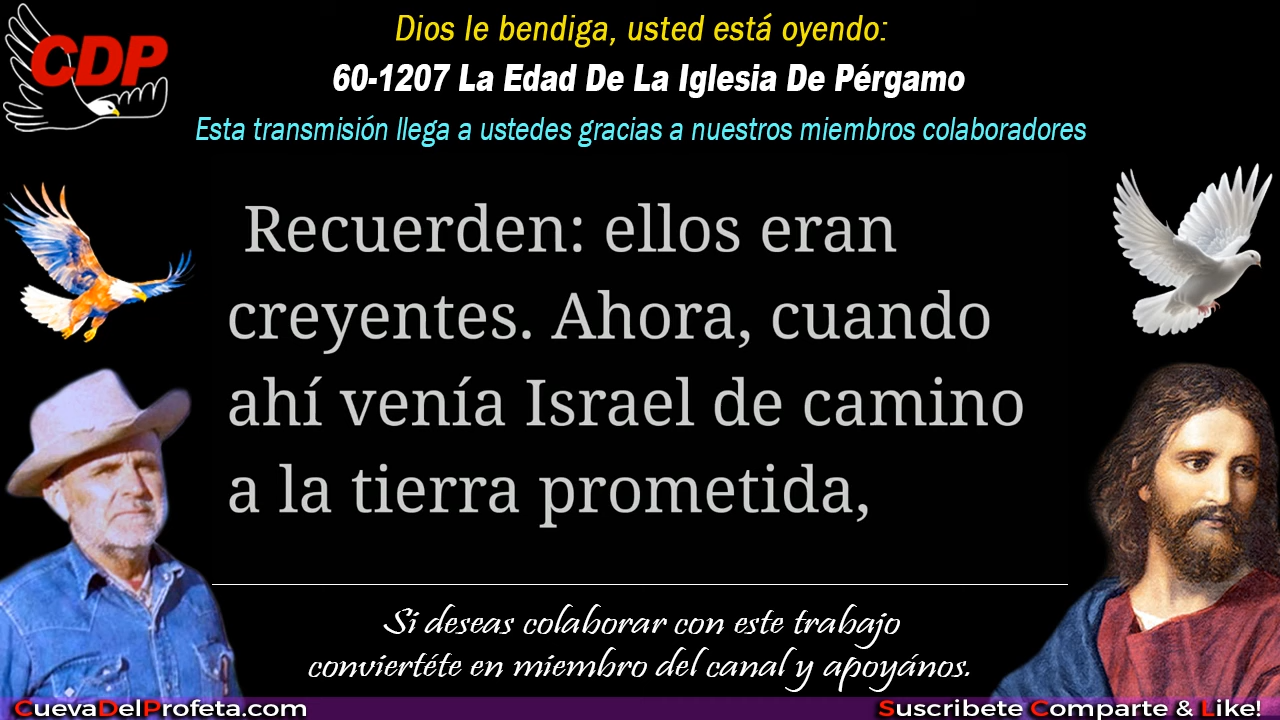 CDP
Dios le bendiga, usted está oyendo:
60-1207 La Edad De La Iglesia De Pérgamo
Esta transmisión llega a ustedes gracias a nuestros miembros colaboradores
Recuerden: ellos eran
creyentes. Ahora, cuando
ahí venía Israel de camino
a la tierra prometida,
Si deseas colaborar con este trabajo
conviertéte en miembro del canal y apoyános.
CuevaDelProfeta.com
Suscribete Comparte & Like!